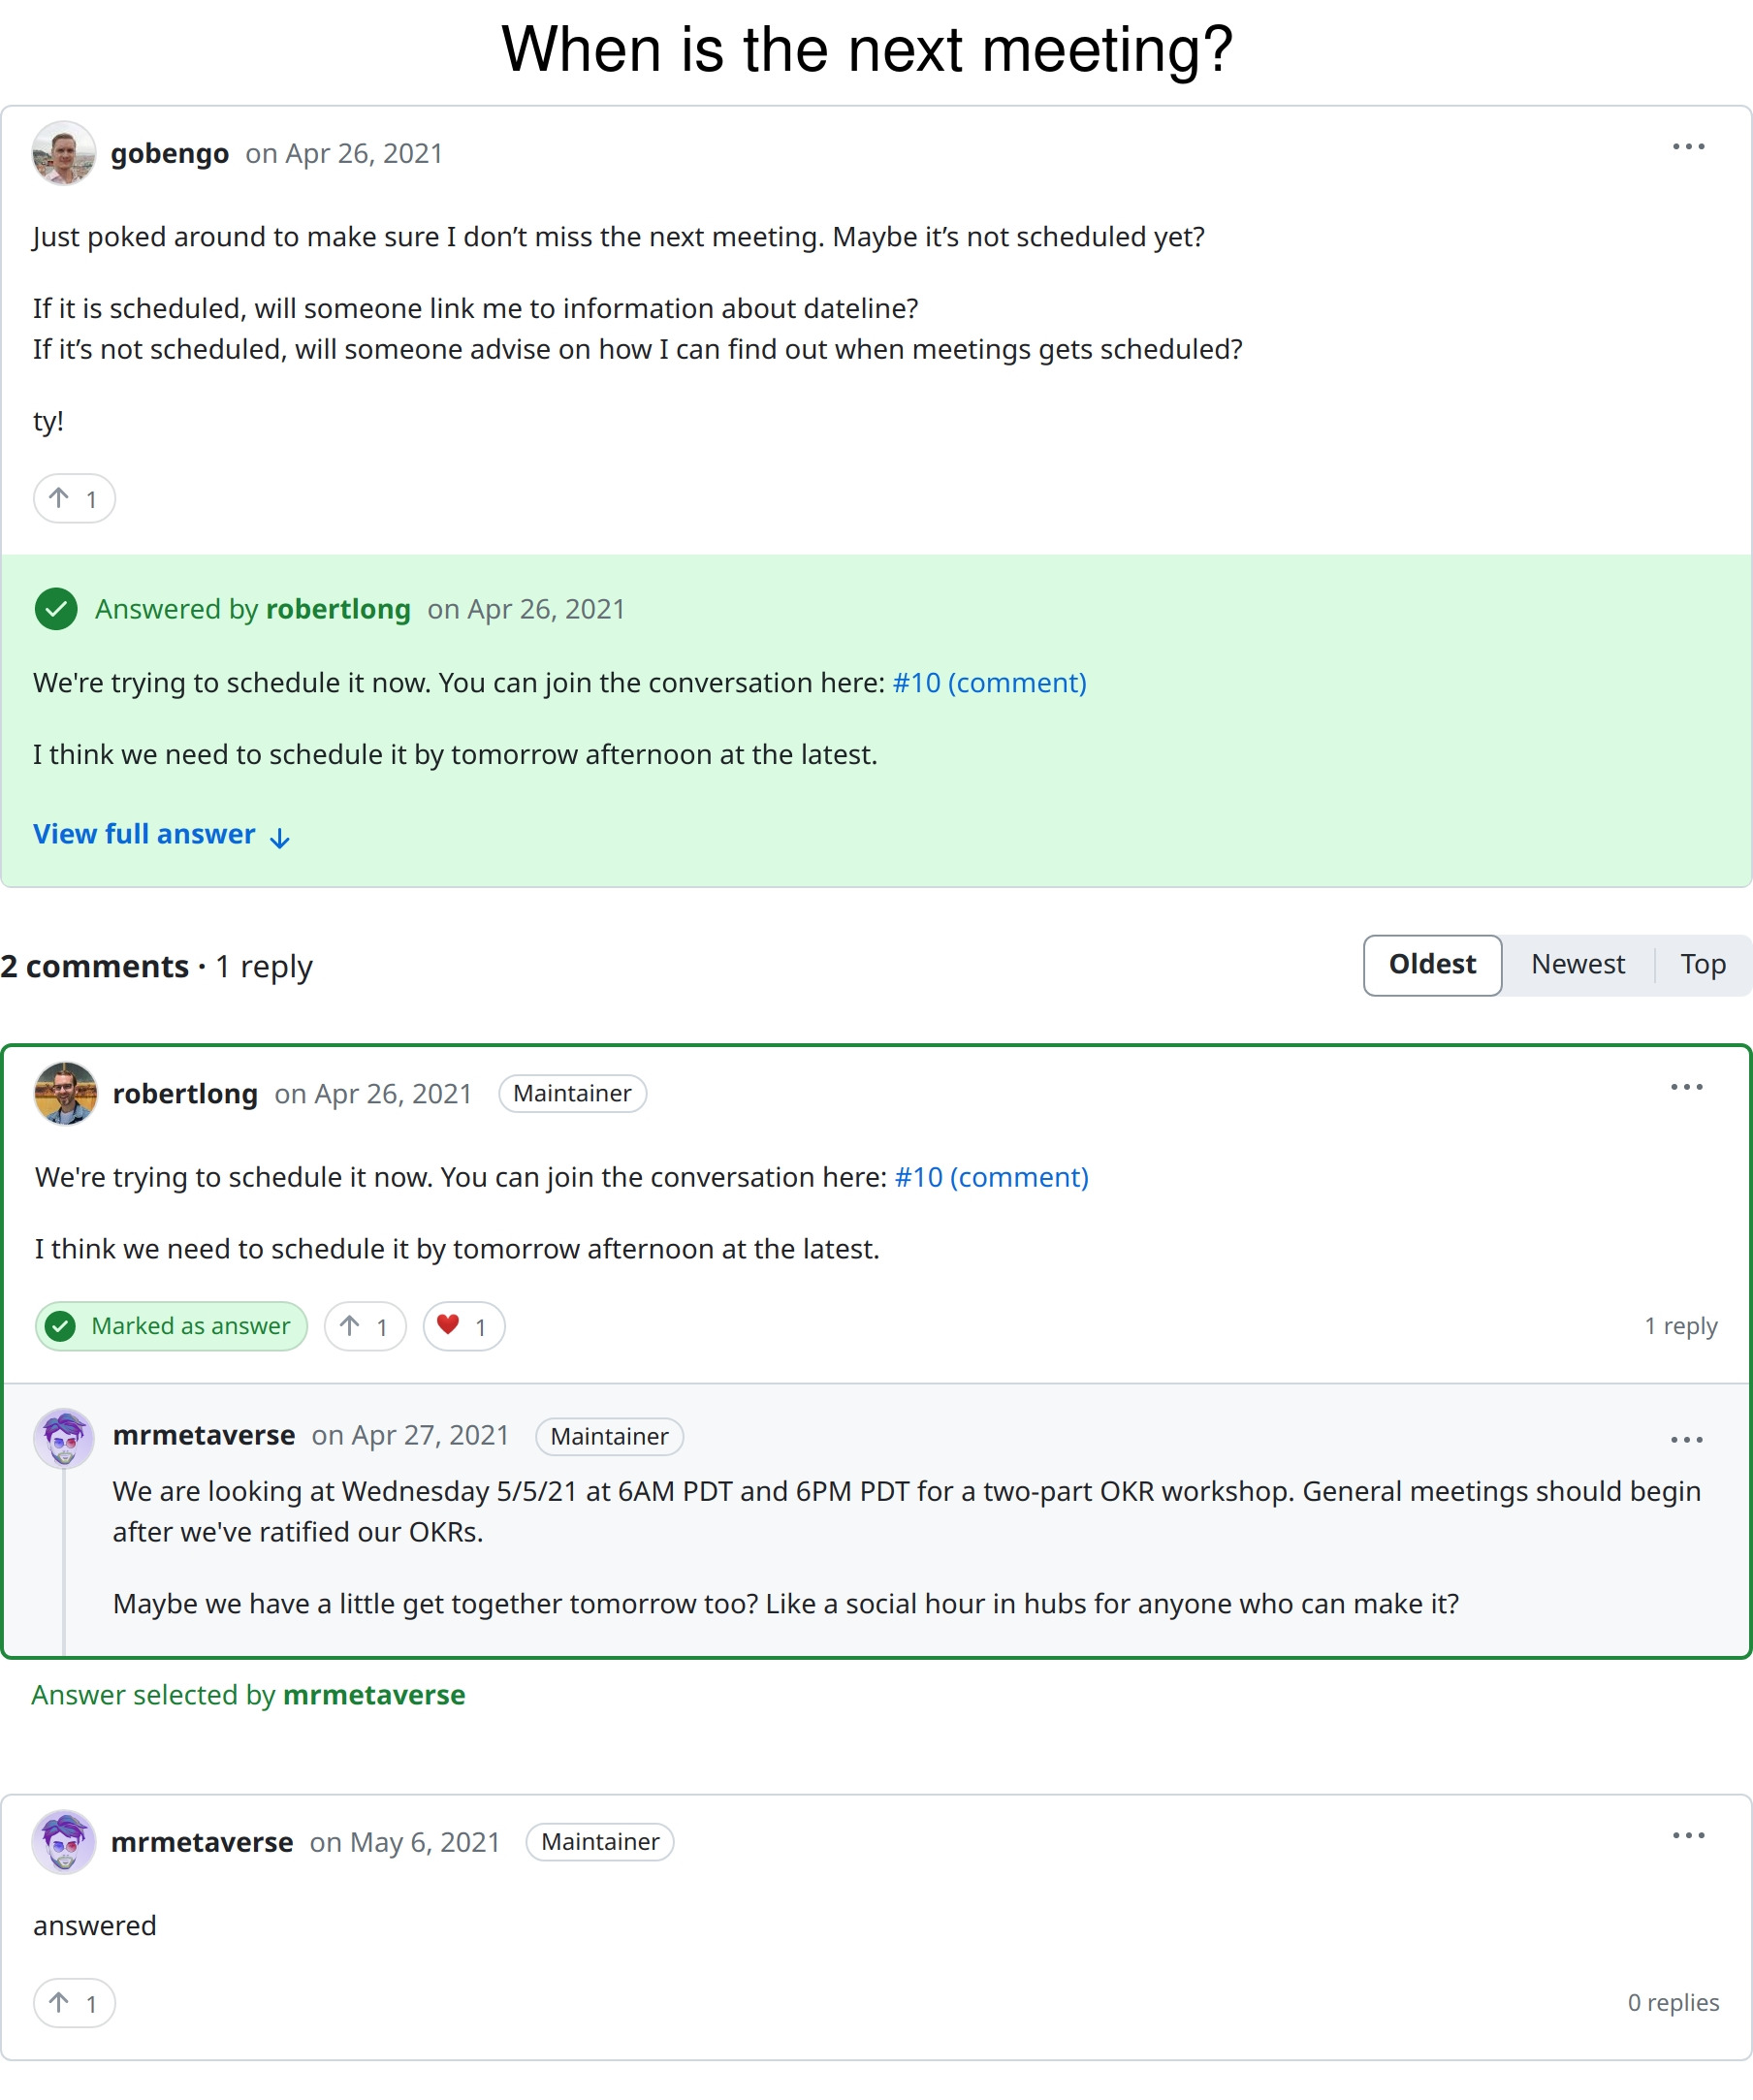 When is the next meeting?
gobengo on Apr 26, 2021
Just poked around to make sure I don’t miss the next meeting. Maybe it’s not scheduled yet?
If it is scheduled, will someone link me to information about dateline?
If it’s not scheduled, will someone advise on how I can find out when meetings gets scheduled?
ty!
1
Answered by robertlong on Apr 26, 2021
We're trying to schedule it now. You can join the conversation here: #10 (comment)
I think we need to schedule it by tomorrow afternoon at the latest.
View full answer
2 comments · 1 reply
Oldest Newest Top
robertlong on Apr 26, 2021 Maintainer
We're trying to schedule it now. You can join the conversation here: #10 (comment)
I think we need to schedule it by tomorrow afternoon at the latest.
Marked as answer 1 1 1 reply
mrmetaverse on Apr 27, 2021 Maintainer
We are looking at Wednesday 5/5/21 at 6AM PDT and 6PM PDT for a two-part OKR workshop. General meetings should begin
after we've ratified our OKRs.
Maybe we have a little get together tomorrow too? Like a social hour in hubs for anyone who can make it?
Answer selected by mrmetaverse
mrmetaverse on May 6, 2021 Maintainer
answered
1 0 replies